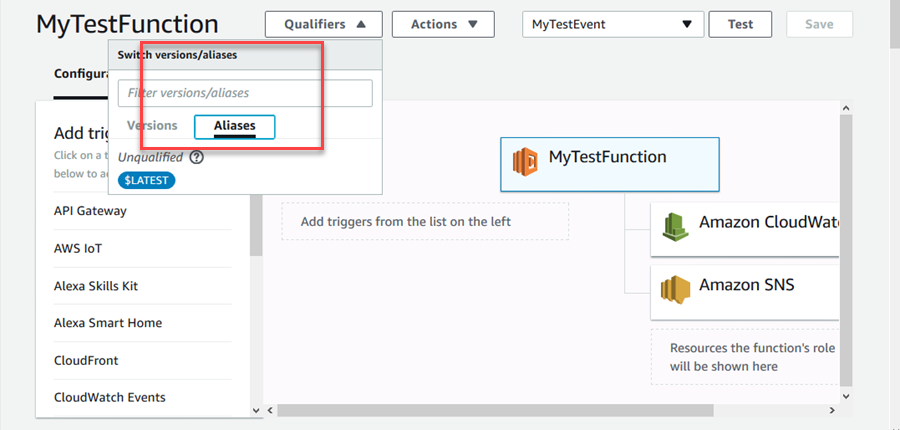 MyTestFunction
Qualifiers
Actions
MyTestEvent
Test
Save
Switch versions/aliases
Filter versions/aliases
Versions
Aliases
Unqualified ?
$LATEST
Configura
Add trig
Click on a t
below to ad
API Gateway
AWS IoT
Alexa Skills Kit
Alexa Smart Home
CloudFront
CloudWatch Events
MyTestFunction
Add triggers from the list on the left
Amazon CloudWatc
Amazon SNS
Resources the function's role
will be shown here